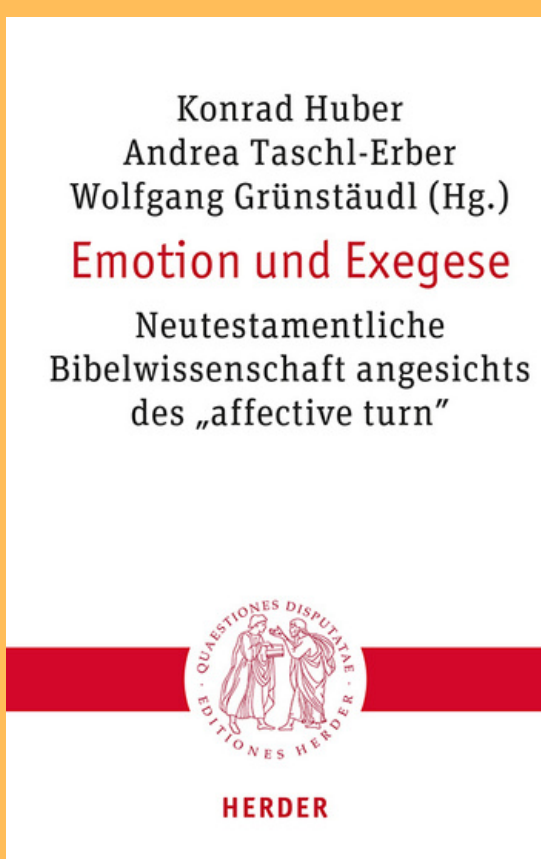 Konrad Huber
Andrea Taschl-Erber
Wolfgang Grünstäudl (Hg.)
Emotion und Exegese
Neutestamentliche
Bibelwissenschaft angesichts
des „affective turn”
QUAESTIONES DISPUTATAE
· EDITIONES HERDER ·
HERDER